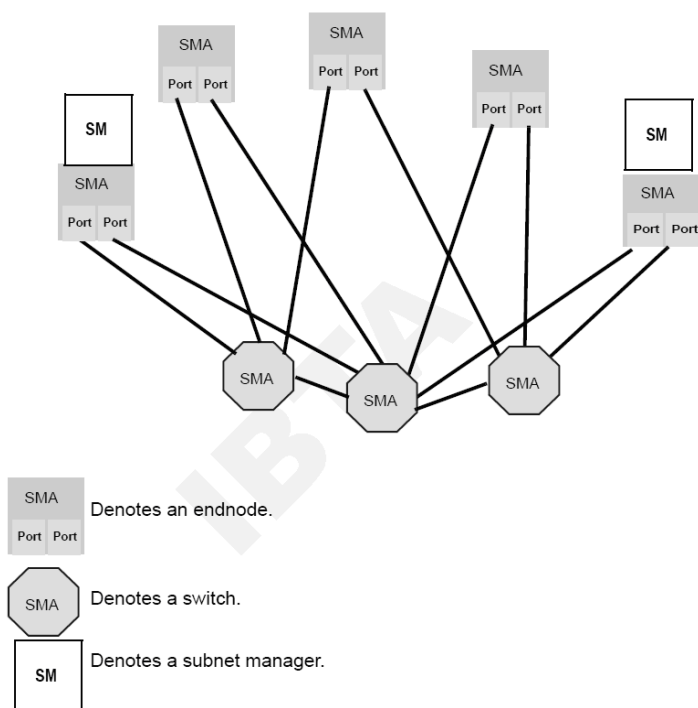 SMA
Port Port
SMA
Port Port
SMA
Port Port
SM
SMA
Port Port
SM
SMA
Port Port
SMA
SMA
SMA
IBTA
SMA
Port Port
Denotes an endnode.
SMA
Denotes a switch.
SM
Denotes a subnet manager.